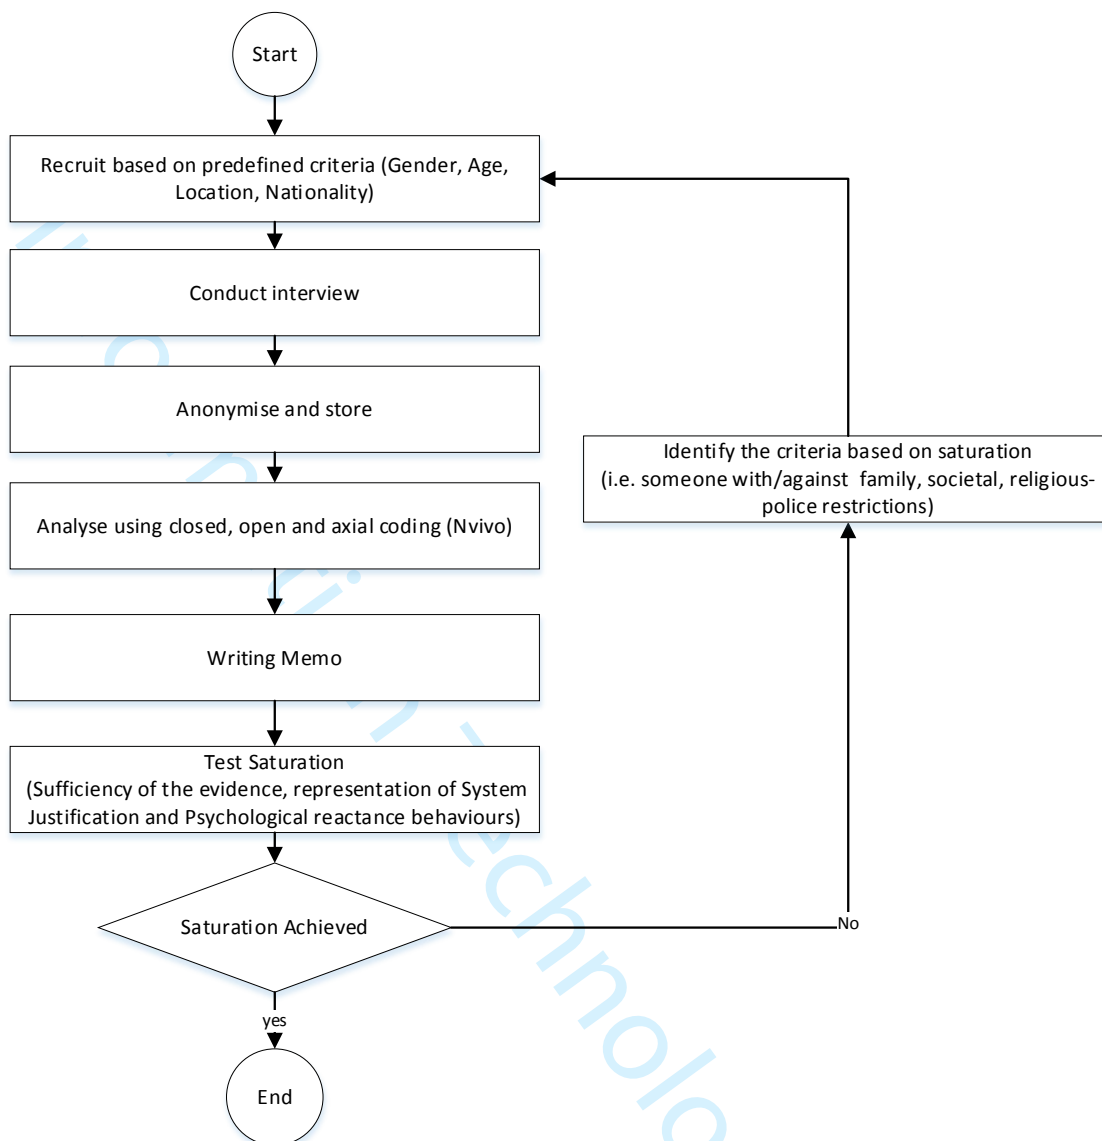 Start
Recruit based on predefined criteria (Gender, Age,
Location, Nationality)
Conduct interview
Anonymise and store
Identify the criteria based on saturation
(i.e. someone with/against family, societal, religious-
police restrictions)
Analyse using closed, open and axial coding (Nvivo)
Writing Memo
Test Saturation
(Sufficiency of the evidence, representation of System
Justification and Psychological reactance behaviours)
Saturation Achieved
No
yes
End